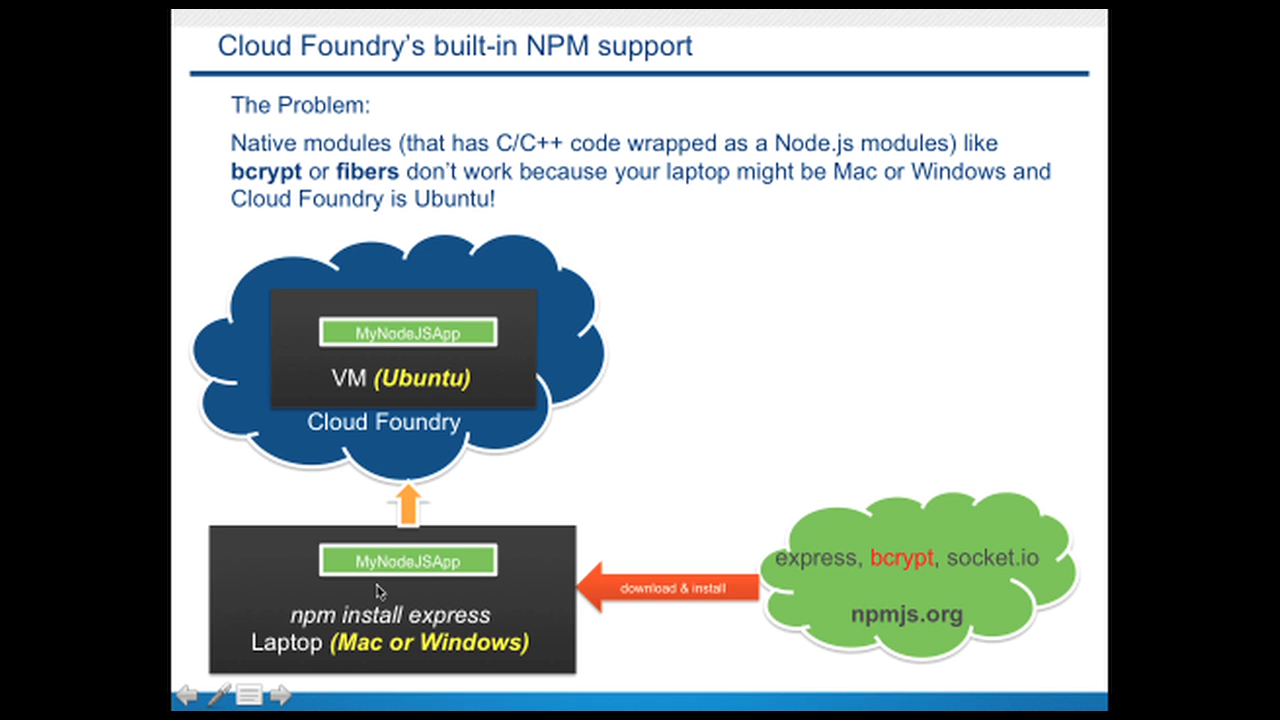 Cloud Foundry’s built-in NPM support
The Problem:
Native modules (that has C/C++ code wrapped as a Node.js modules) like
bcrypt or fibers don’t work because your laptop might be Mac or Windows and
Cloud Foundry is Ubuntu!
MyNodeJSApp
VM (Ubuntu)
Cloud Foundry
MyNodeJSApp
npm install express
Laptop (Mac or Windows)
download & install
express, bcrypt, socket.io
npmjs.org